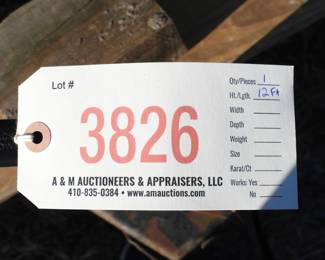 Lot #
3826
A & M AUCTIONEERS & APPRAISERS, LLC
410-835-0384 • www.amauctions.com
Qty/Pieces 1
Ht./Lgth. 12 Ft
Width
Depth
Weight
Size
Karat/Ct
Works: Yes
No